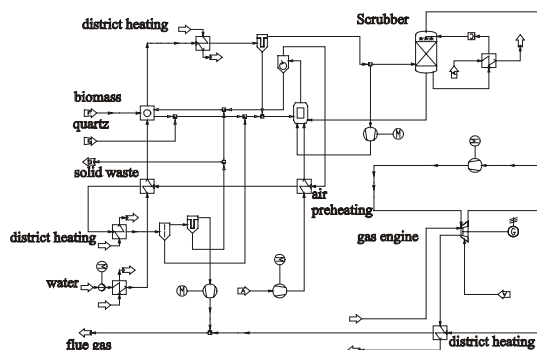 district heating
Scrubber
biomass
quartz
solid waste
air
preheating
district heating
gas engine
water
flue gas
district heating
M
M
G
A